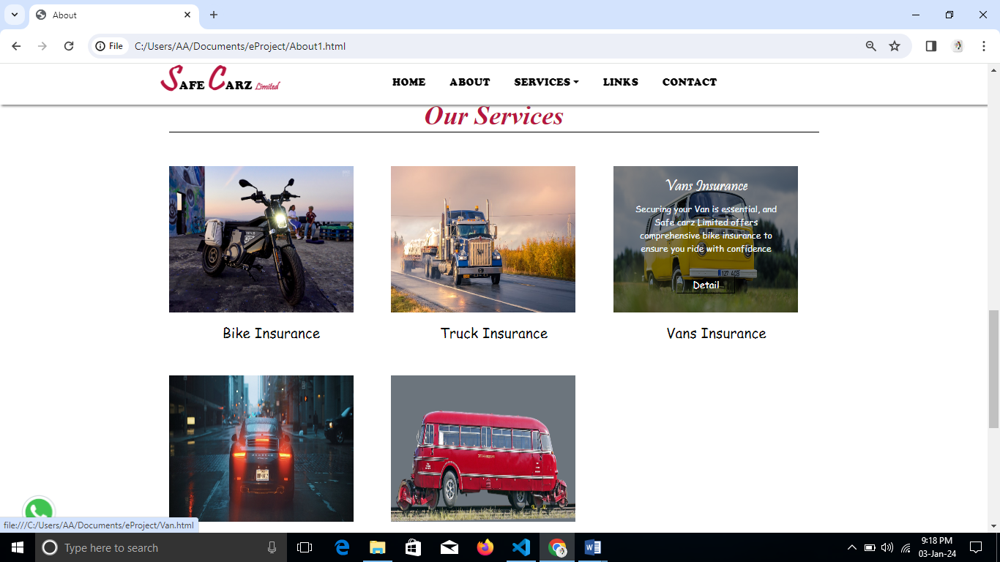 About
File
C:/Users/AA/Documents/eProject/About1.html
SAFE CARZ Limited
HOME
ABOUT
SERVICES
LINKS
CONTACT
Our Services
Vans Insurance
Securing your Van is essential, and
Safe carz Limited offers
comprehensive bike insurance to
ensure you ride with confidence
Detail
Bike Insurance
Truck Insurance
Vans Insurance
file:///C:/Users/AA/Documents/eProject/Van.html
Type here to search
9:18 PM
03-Jan-24